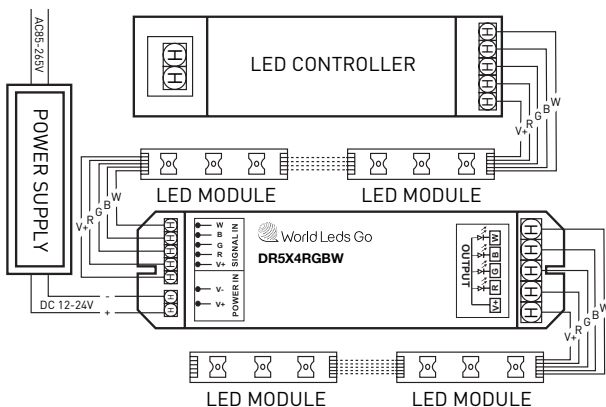 AC85-265V
POWER SUPPLY
LED CONTROLLER
V+ R G B W
LED MODULE
LED MODULE
V+ R G B W
W
B
G
R
V+
SIGNAL IN
V-
V+
POWER IN
World Leds Go
DR5X4RGBW
OUTPUT
W
B
G
R
V+
DC 12-24V
-
+
V+ R G B W
LED MODULE
LED MODULE